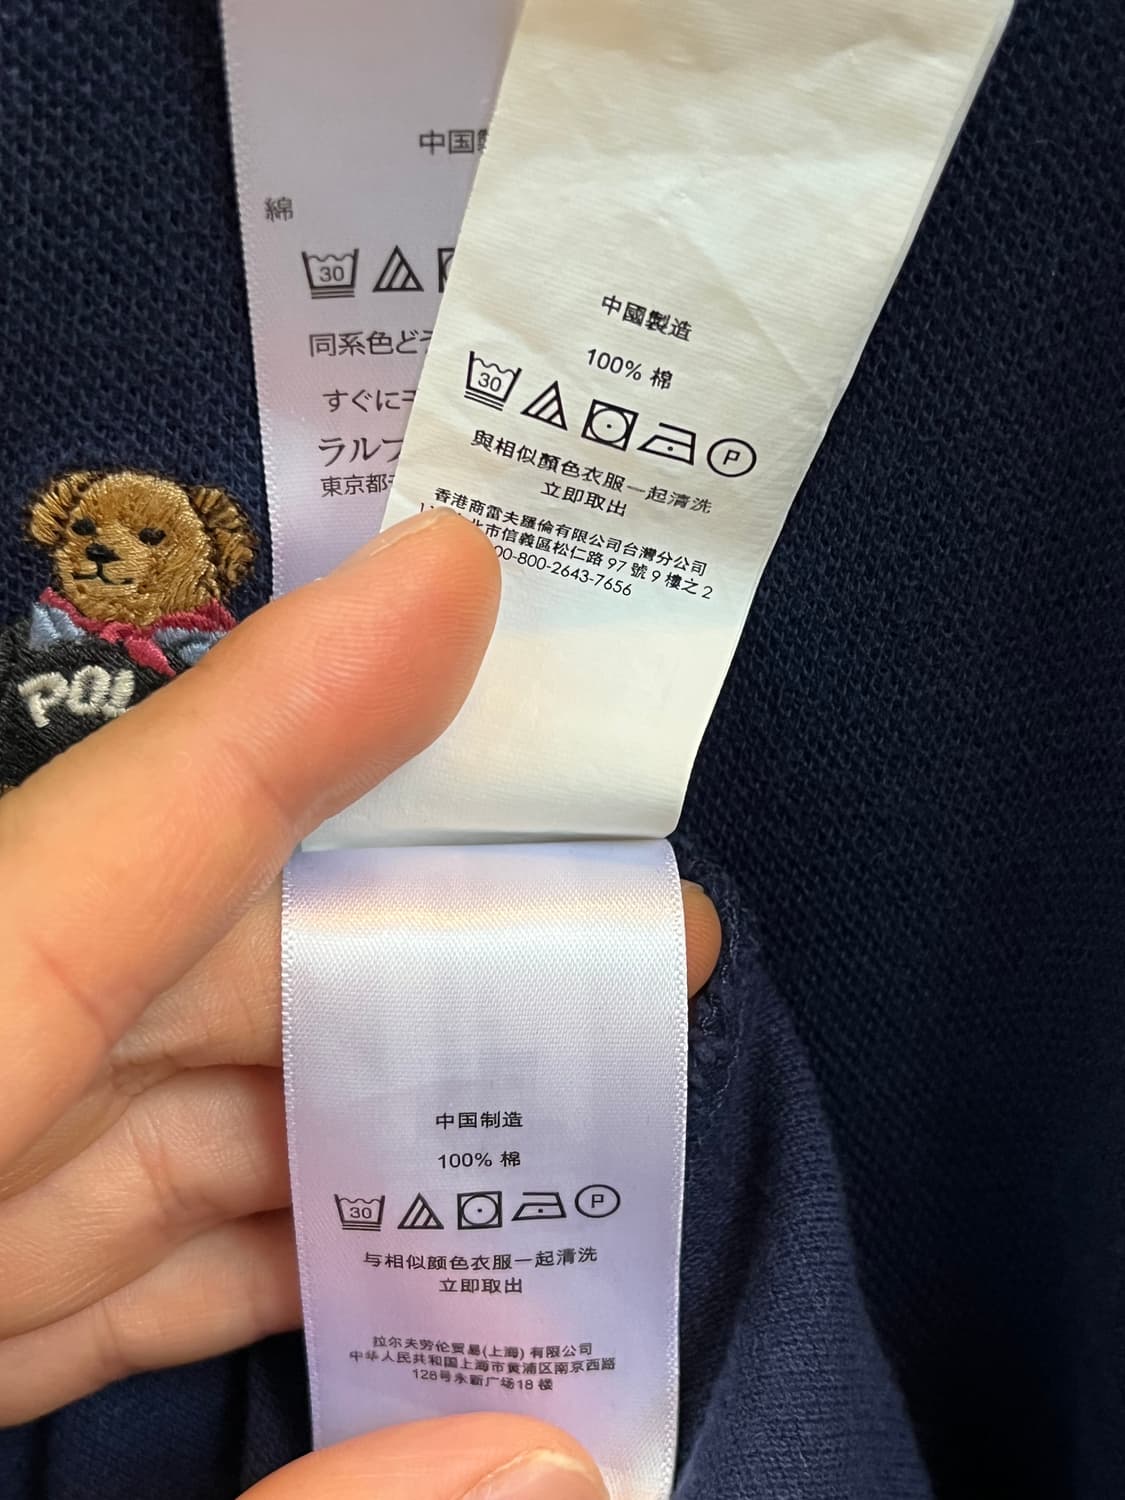 中国製
綿
30
同系色どそ
すぐに
ラルフ
東京都
中國製造
100% 棉
30
P
與相似顏色衣服一起清洗
立即取出
香港商雷夫羅倫有限公司台灣分公司
北市信義區松仁路 97 號 9 樓之 2
00-800-2643-7656
POL
中国制造
100% 棉
30
P
与相似颜色衣服一起清洗
立即取出
拉尔夫劳伦贸易(上海) 有限公司
中华人民共和国上海市黄浦区南京西路
128号永新广场18 楼